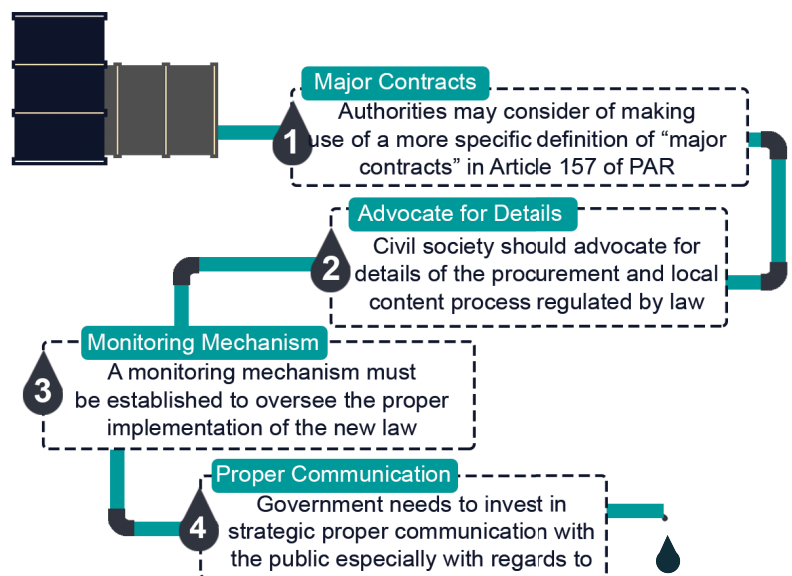 Major Contracts
1
Authorities may consider of making
use of a more specific definition of “major
contracts” in Article 157 of PAR
Advocate for Details
2
Civil society should advocate for
details of the procurement and local
content process regulated by law
Monitoring Mechanism
3
A monitoring mechanism must
be established to oversee the proper
implementation of the new law
Proper Communication
4
Government needs to invest in
strategic proper communication with
the public especially with regards to